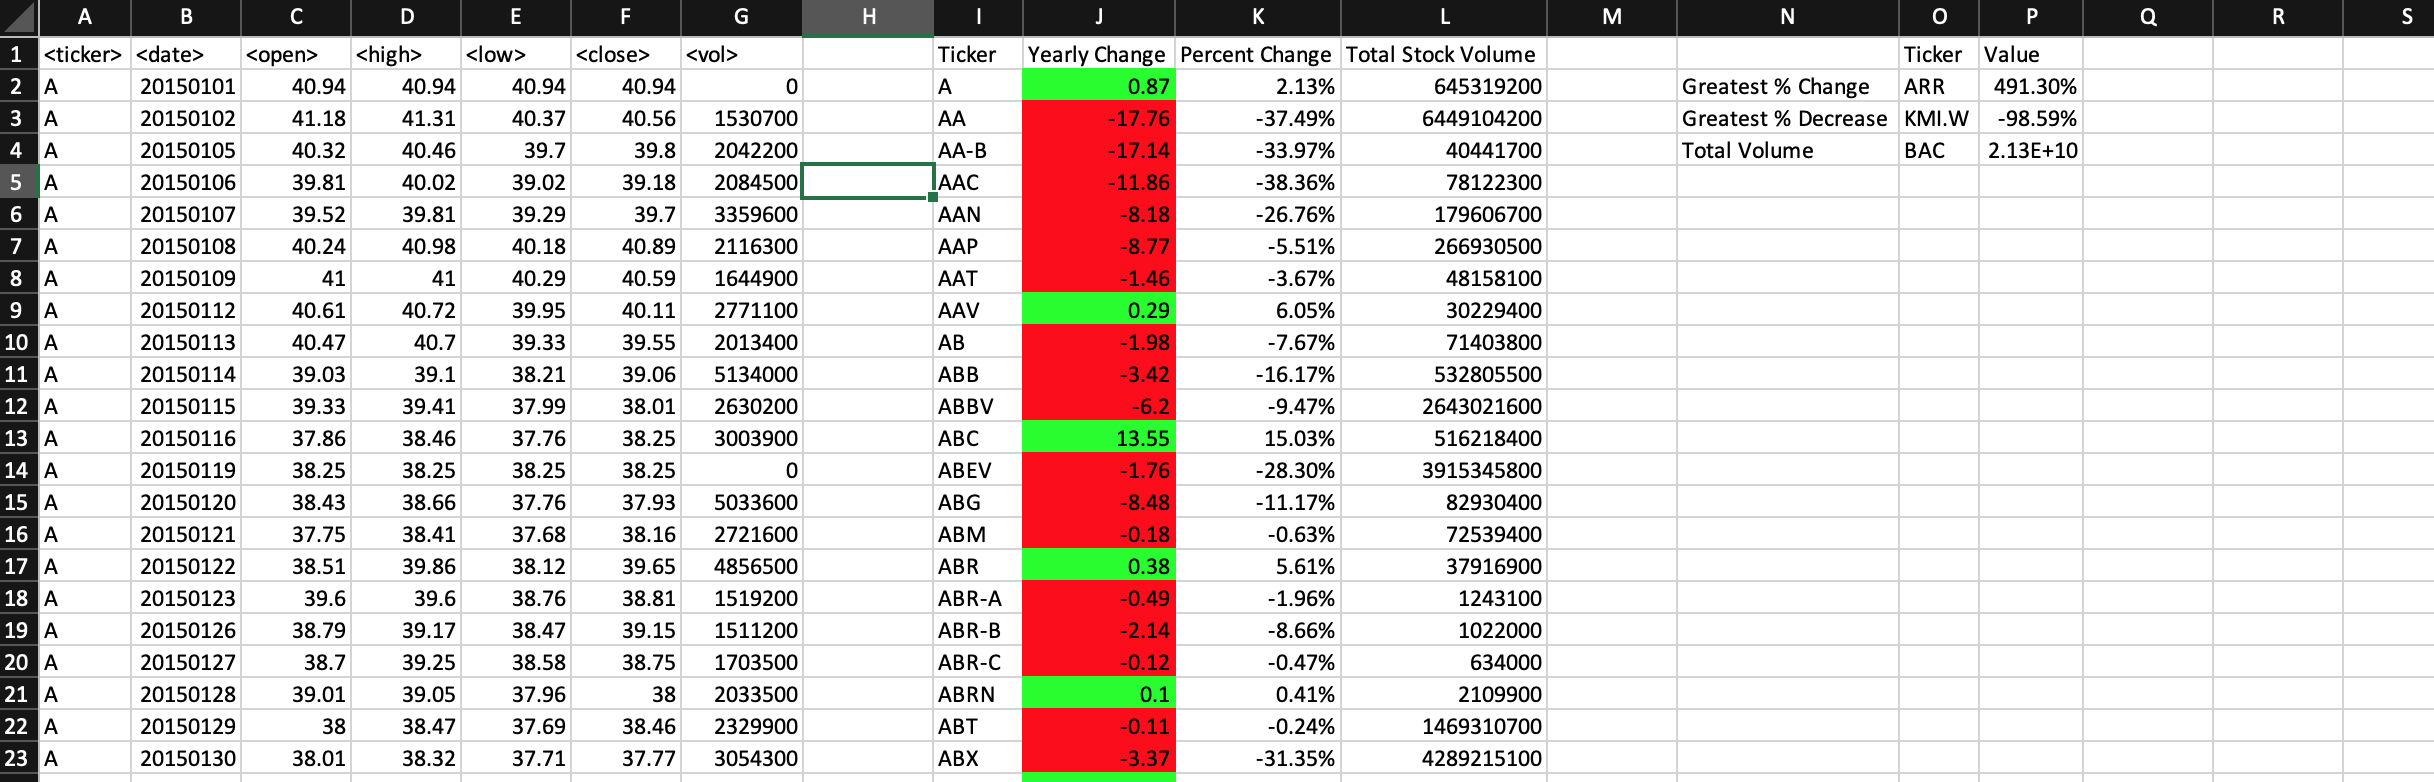 A B C D E F G H I J K L M N O P Q R S
1 <ticker> <date> <open> <high> <low> <close> <vol> Ticker Yearly Change Percent Change Total Stock Volume Ticker Value
2 A 20150101 40.94 40.94 40.94 40.94 0 A 0.87 2.13% 645319200 Greatest % Change ARR 491.30%
3 A 20150102 41.18 41.31 40.37 40.56 1530700 AA -17.76 -37.49% 6449104200 Greatest % Decrease KMI.W -98.59%
4 A 20150105 40.32 40.46 39.7 39.8 2042200 AA-B -17.14 -33.97% 40441700 Total Volume BAC 2.13E+10
5 A 20150106 39.81 40.02 39.02 39.18 2084500 AAC -11.86 -38.36% 78122300
6 A 20150107 39.52 39.81 39.29 39.7 3359600 AAN -8.18 -26.76% 179606700
7 A 20150108 40.24 40.98 40.18 40.89 2116300 AAP -8.77 -5.51% 266930500
8 A 20150109 41 41 40.29 40.59 1644900 AAT -1.46 -3.67% 48158100
9 A 20150112 40.61 40.72 39.95 40.11 2771100 AAV 0.29 6.05% 30229400
10 A 20150113 40.47 40.7 39.33 39.55 2013400 AB -1.98 -7.67% 71403800
11 A 20150114 39.03 39.1 38.21 39.06 5134000 ABB -3.42 -16.17% 532805500
12 A 20150115 39.33 39.41 37.99 38.01 2630200 ABBV -6.2 -9.47% 2643021600
13 A 20150116 37.86 38.46 37.76 38.25 3003900 ABC 13.55 15.03% 516218400
14 A 20150119 38.25 38.25 38.25 38.25 0 ABEV -1.76 -28.30% 3915345800
15 A 20150120 38.43 38.66 37.76 37.93 5033600 ABG -8.48 -11.17% 82930400
16 A 20150121 37.75 38.41 37.68 38.16 2721600 ABM -0.18 -0.63% 72539400
17 A 20150122 38.51 39.86 38.12 39.65 4856500 ABR 0.38 5.61% 37916900
18 A 20150123 39.6 39.6 38.76 38.81 1519200 ABR-A -0.49 -1.96% 1243100
19 A 20150126 38.79 39.17 38.47 39.15 1511200 ABR-B -2.14 -8.66% 1022000
20 A 20150127 38.7 39.25 38.58 38.75 1703500 ABR-C -0.12 -0.47% 634000
21 A 20150128 39.01 39.05 37.96 38 2033500 ABRN 0.1 0.41% 2109900
22 A 20150129 38 38.47 37.69 38.46 2329900 ABT -0.11 -0.24% 1469310700
23 A 20150130 38.01 38.32 37.71 37.77 3054300 ABX -3.37 -31.35% 4289215100